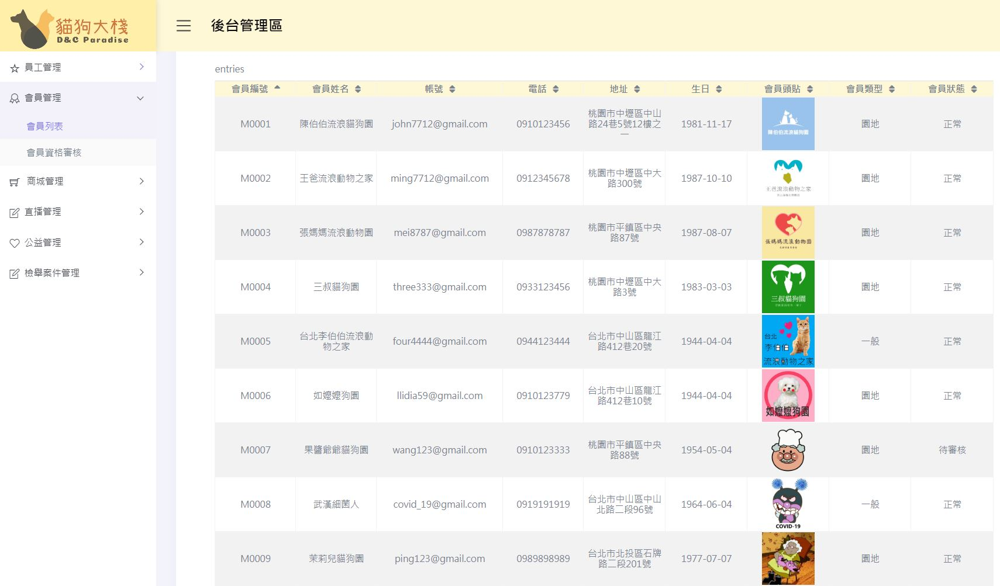 貓狗大棧
D&C Paradise
後台管理區
員工管理
會員管理
會員列表
會員資格審核
商城管理
直播管理
公益管理
檢舉案件管理
entries
會員編號 會員姓名 帳號 電話 地址 生日 會員頭貼 會員類型 會員狀態
M0001 陳伯伯流浪貓狗園 john7712@gmail.com 0910123456 桃園市中壢區中山
路24巷5號12樓之
一
1981-11-17 陳伯伯流浪貓狗園 園地 正常
M0002 王爸流浪動物之家 ming7712@gmail.com 0912345678 桃園市中壢區中大
路300號
1987-10-10 王爸流浪動物之家 園地 正常
M0003 張媽媽流浪動物園 mei8787@gmail.com 0987878787 桃園市平鎮區中央
路87號
1987-08-07 張媽媽流浪動物園 園地 正常
M0004 三叔貓狗園 three333@gmail.com 0933123456 桃園市中壢區中大
路3號
1983-03-03 三叔貓狗園 園地 正常
M0005 台北李伯伯流浪動
物之家
four4444@gmail.com 0944123444 台北市中山區龍江
路412巷20號
1944-04-04 台北
李伯伯
流浪動物之家
一般 正常
M0006 如嬤嬤狗園 llidia59@gmail.com 0910123779 台北市中山區龍江
路412巷10號
1944-04-04 如嬤嬤狗園 園地 正常
M0007 果醬爺爺貓狗園 wang123@gmail.com 0910123333 桃園市平鎮區中央
路88號
1954-05-04 園地 待審核
M0008 武漢細菌人 covid_19@gmail.com 0919191919 台北市中山區中山
北路二段96號
1964-06-04 COVID-19 一般 正常
M0009 茉莉兒貓狗園 ping123@gmail.com 0989898989 台北市北投區石牌
路二段201號
1977-07-07 園地 正常